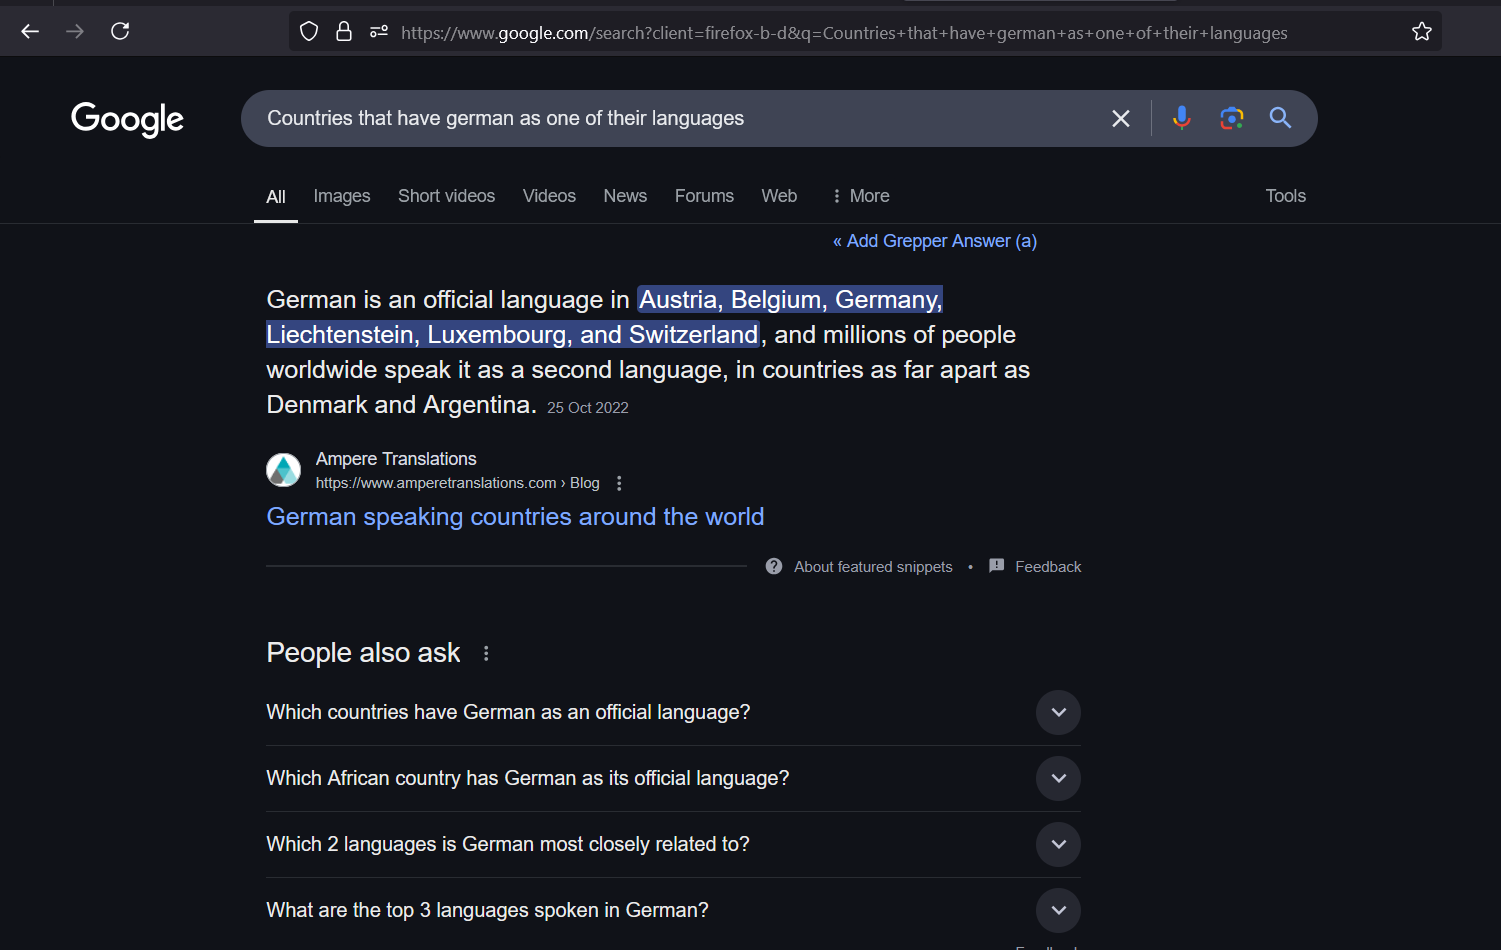 https://www.google.com/search?client=firefox-b-d&q=Countries+that+have+german+as+one+of+their+languages
Google
Countries that have german as one of their languages
All Images Short videos Videos News Forums Web More Tools
« Add Grepper Answer (a)
German is an official language in Austria, Belgium, Germany,
Liechtenstein, Luxembourg, and Switzerland, and millions of people
worldwide speak it as a second language, in countries as far apart as
Denmark and Argentina. 25 Oct 2022
Ampere Translations
https://www.amperetranslations.com › Blog
German speaking countries around the world
About featured snippets • Feedback
People also ask
Which countries have German as an official language?
Which African country has German as its official language?
Which 2 languages is German most closely related to?
What are the top 3 languages spoken in German?